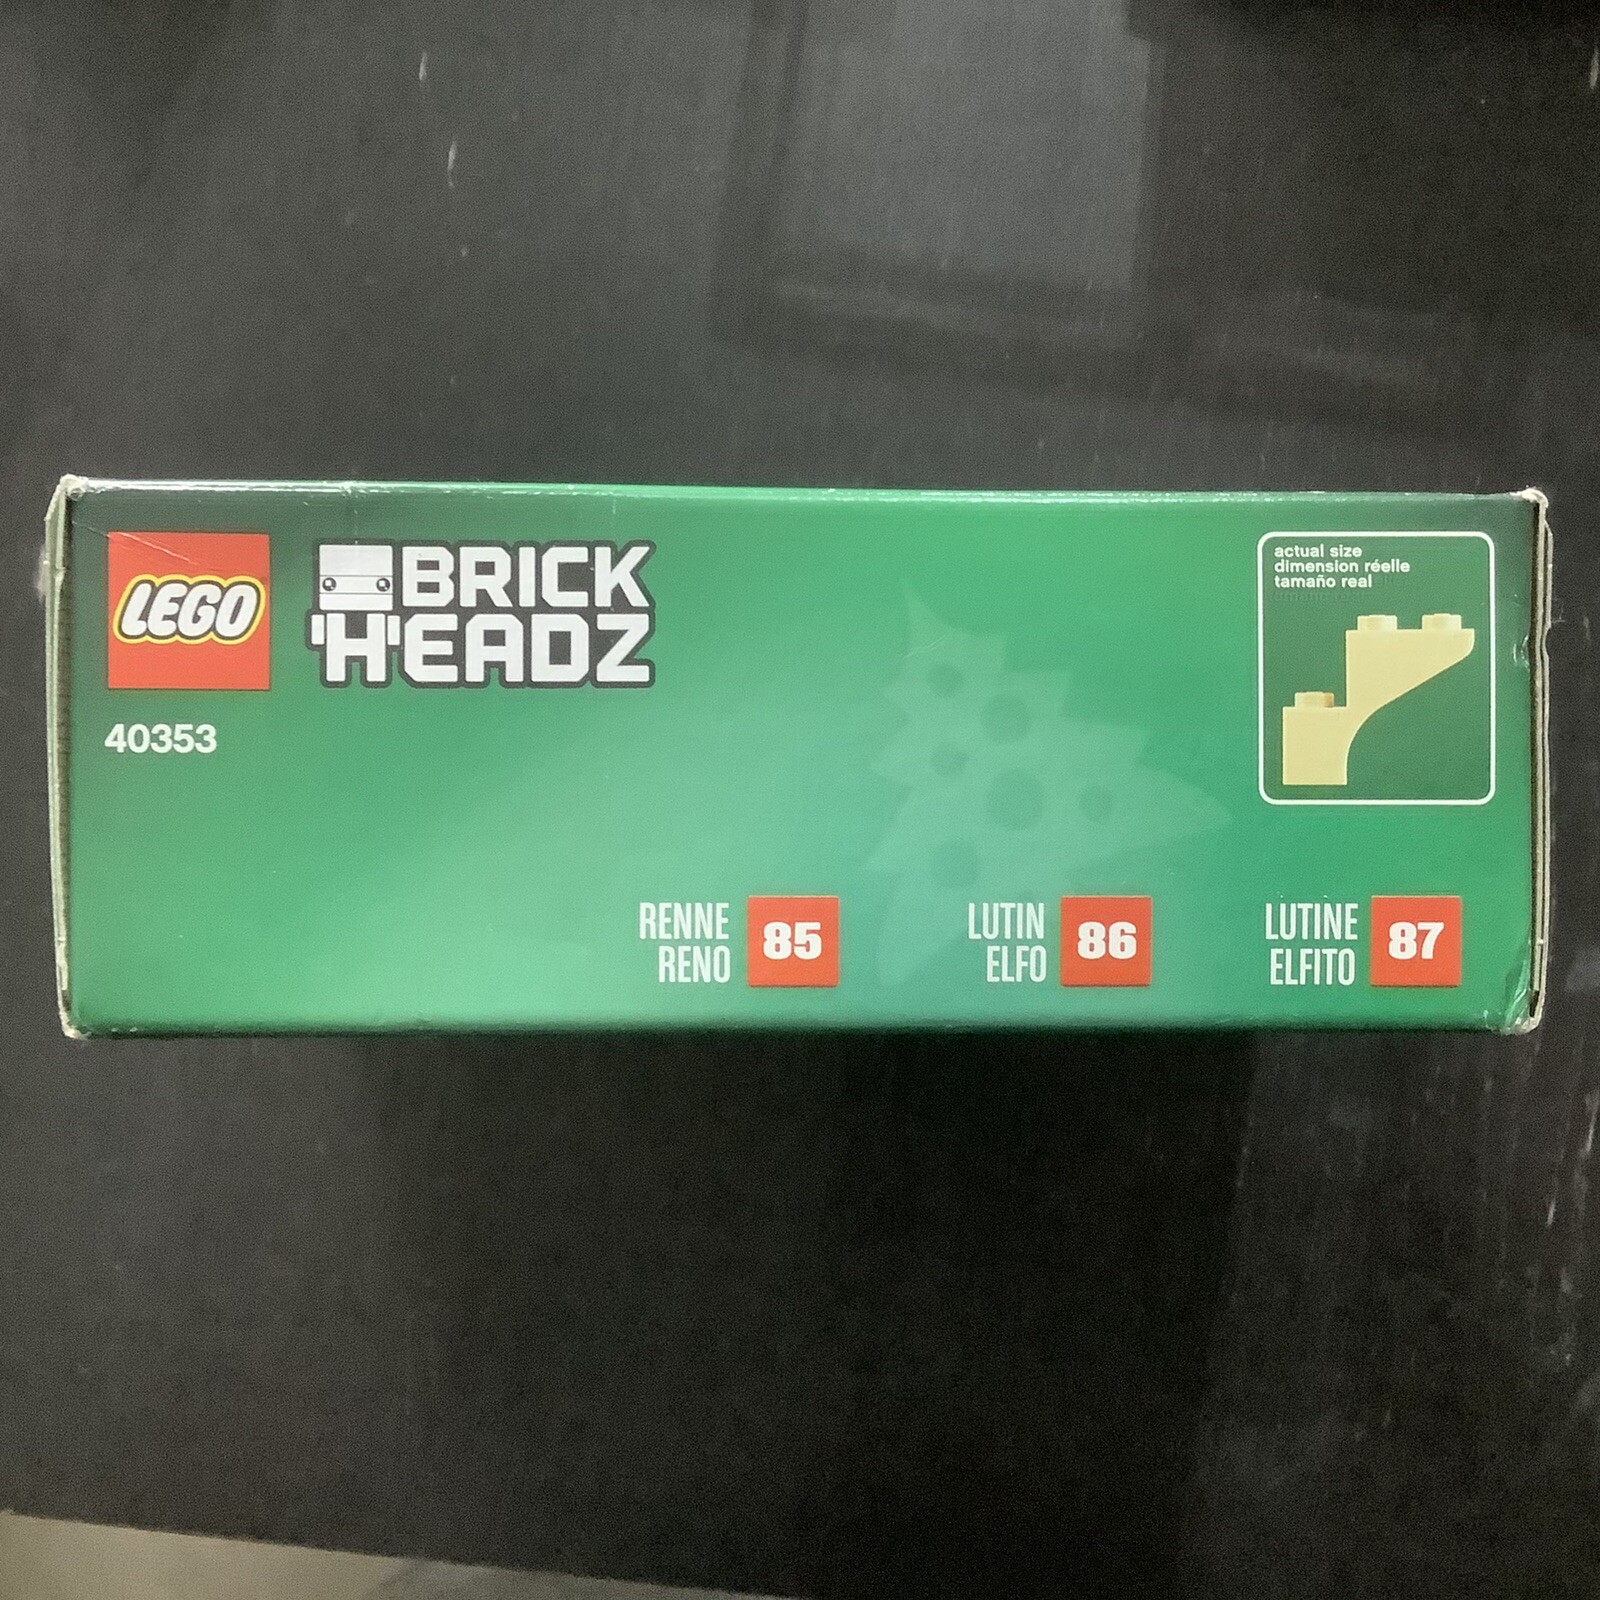 LEGO
BRICK
HEADZ
40353
actual size
dimension réelle
tamaño real
RENNE
RENO
85
LUTIN
ELFO
86
LUTINE
ELFITO
87